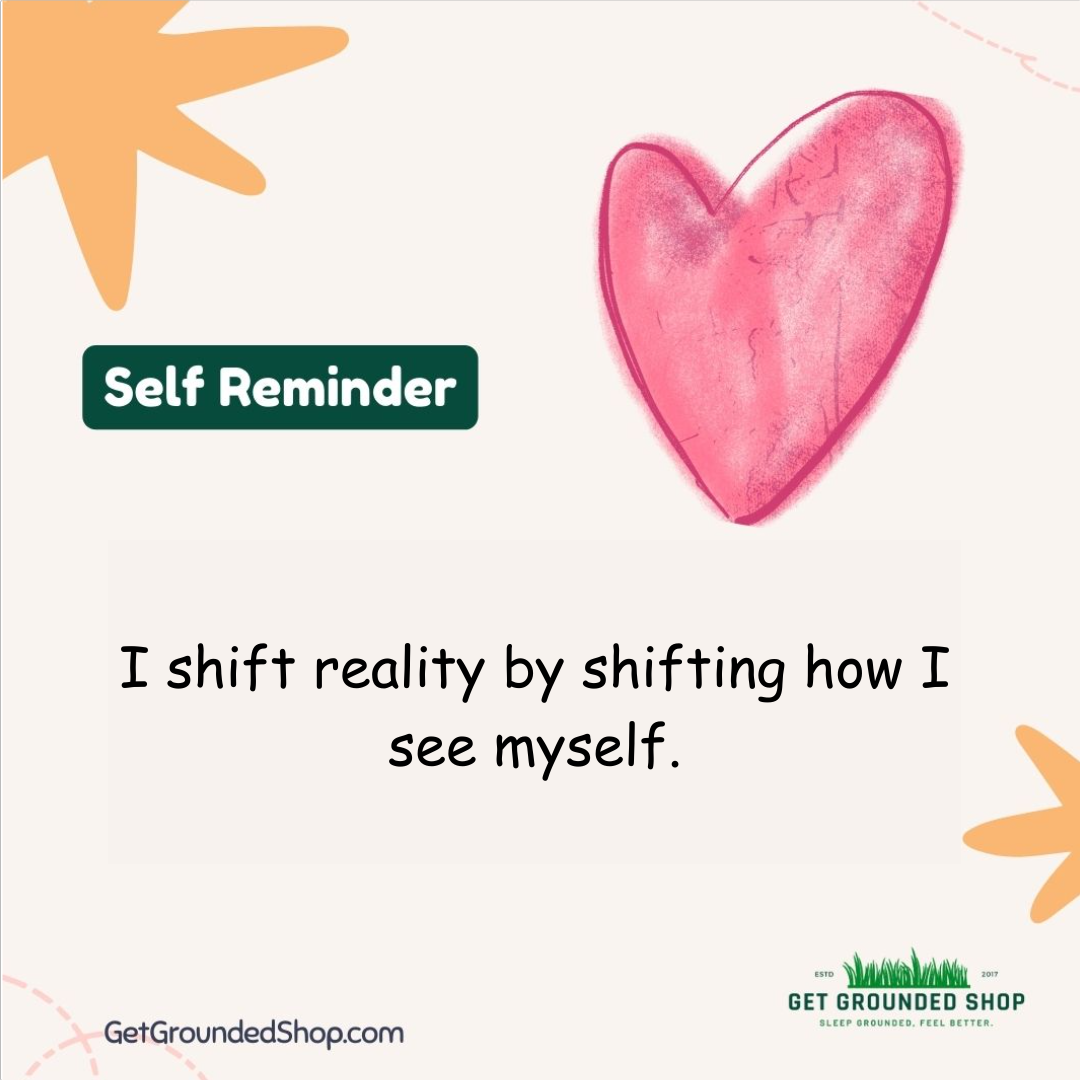 Self Reminder
I shift reality by shifting how I
see myself.
ESTD 2017
GET GROUNDED SHOP
SLEEP GROUNDED, FEEL BETTER.
GetGroundedShop.com